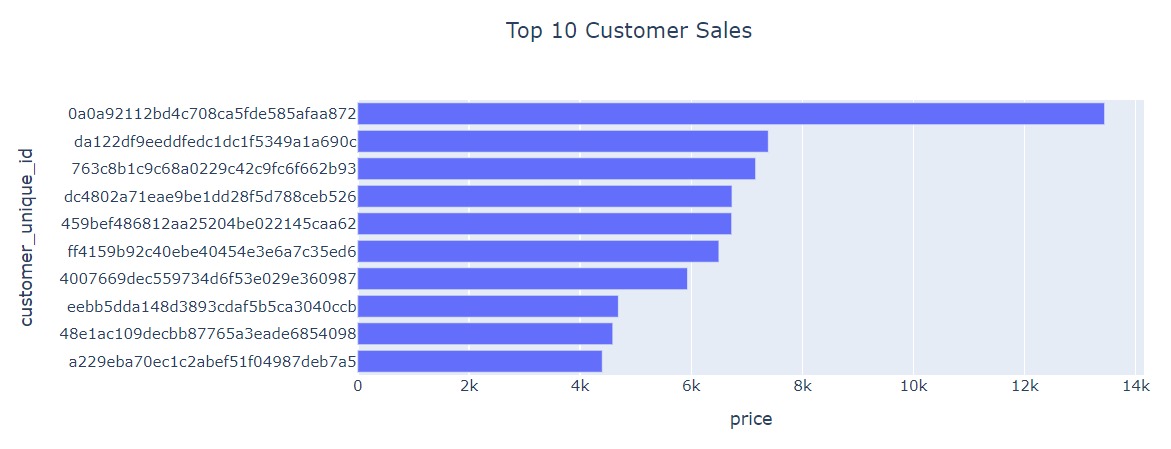 Top 10 Customer Sales
customer_unique_id
0a0a92112bd4c708ca5fde585afaa872
da122df9eeddfedc1dc1f5349a1a690c
763c8b1c9c68a0229c42c9fc6f662b93
dc4802a71eae9be1dd28f5d788ceb526
459bef486812aa25204be022145caa62
ff4159b92c40ebe40454e3e6a7c35ed6
4007669dec559734d6f53e029e360987
eebb5dda148d3893cdaf5b5ca3040ccb
48e1ac109decbb87765a3eade6854098
a229eba70ec1c2abef51f04987deb7a5
0 2k 4k 6k 8k 10k 12k 14k
price